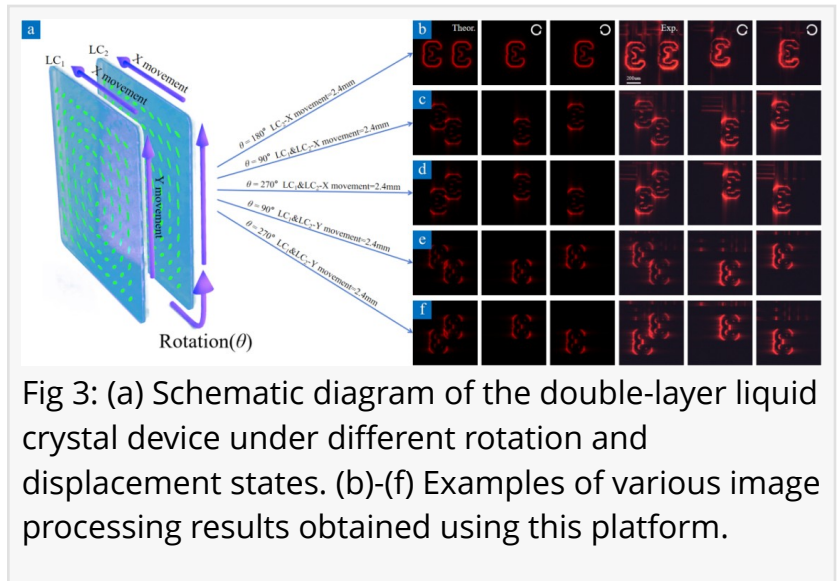 a
LC₁
LC₂
X movement
X movement
Y movement
Rotation(θ)
θ = 180° LC₂-X movement=2.4mm
θ = 90° LC₁&LC₂-X movement=2.4mm
θ = 270° LC₁&LC₂-X movement=2.4mm
θ = 90° LC₁&LC₂-Y movement=2.4mm
θ = 270° LC₁&LC₂-Y movement=2.4mm
b Theor. Exp.
c
d
e
f
Fig 3: (a) Schematic diagram of the double-layer liquid
crystal device under different rotation and
displacement states. (b)-(f) Examples of various image
processing results obtained using this platform.